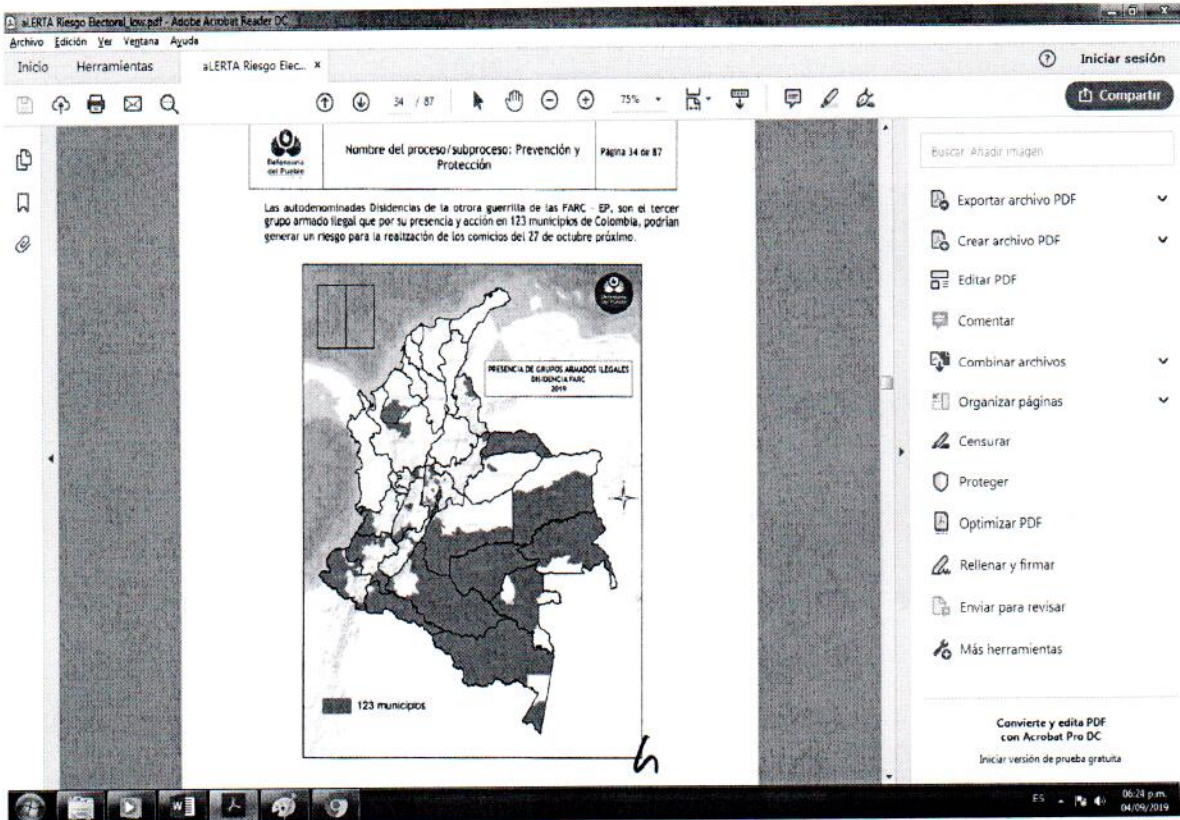 aLERTA Riesgo Electoral_low.pdf - Adobe Acrobat Reader DC
Archivo Edición Ver Ventana Ayuda
Inicio Herramientas aLERTA Riesgo Elec... x
Iniciar sesión
34 / 87
75%
Compartir
Defensoría del Pueblo
Nombre del proceso/subproceso: Prevención y
Protección
Página 34 de 87
Las autodenominadas Disidencias de la otrora guerrilla de las FARC - EP, son el tercer
grupo armado ilegal que por su presencia y acción en 123 municipios de Colombia, podrían
generar un riesgo para la realización de los comicios del 27 de octubre próximo.
Defensoría
del Pueblo
PRESENCIA DE GRUPOS ARMADOS ILEGALES
DISIDENCIA FARC
2019
123 municipios
Buscar: Añadir imagen
Exportar archivo PDF
Crear archivo PDF
Editar PDF
Comentar
Combinar archivos
Organizar páginas
Censurar
Proteger
Optimizar PDF
Rellenar y firmar
Enviar para revisar
Más herramientas
Convierte y edita PDF
con Acrobat Pro DC
Iniciar versión de prueba gratuita
ES
06:24 p.m.
04/09/2019